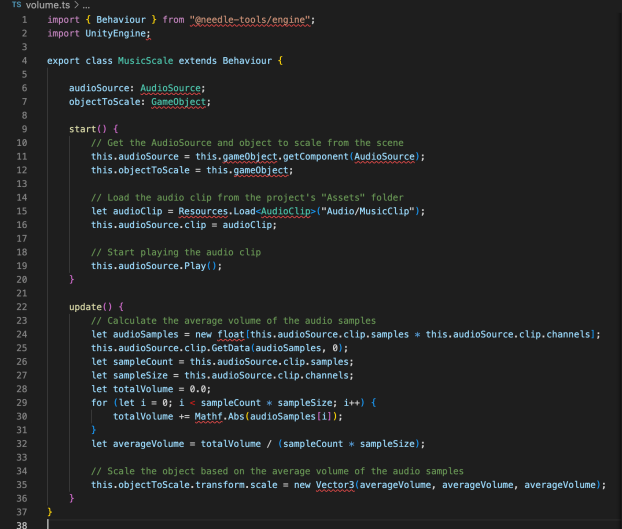 TS volume.ts > ...
1 import { Behaviour } from "@needle-tools/engine";
2 import UnityEngine;
3
4 export class MusicScale extends Behaviour {
5
6 audioSource: AudioSource;
7 objectToScale: GameObject;
8
9 start() {
10 // Get the AudioSource and object to scale from the scene
11 this.audioSource = this.gameObject.getComponent(AudioSource);
12 this.objectToScale = this.gameObject;
13
14 // Load the audio clip from the project's "Assets" folder
15 let audioClip = Resources.Load<AudioClip>("Audio/MusicClip");
16 this.audioSource.clip = audioClip;
17
18 // Start playing the audio clip
19 this.audioSource.Play();
20 }
21
22 update() {
23 // Calculate the average volume of the audio samples
24 let audioSamples = new float[this.audioSource.clip.samples * this.audioSource.clip.channels];
25 this.audioSource.clip.GetData(audioSamples, 0);
26 let sampleCount = this.audioSource.clip.samples;
27 let sampleSize = this.audioSource.clip.channels;
28 let totalVolume = 0.0;
29 for (let i = 0; i < sampleCount * sampleSize; i++) {
30 totalVolume += Mathf.Abs(audioSamples[i]);
31 }
32 let averageVolume = totalVolume / (sampleCount * sampleSize);
33
34 // Scale the object based on the average volume of the audio samples
35 this.objectToScale.transform.scale = new Vector3(averageVolume, averageVolume, averageVolume);
36 }
37 }
38